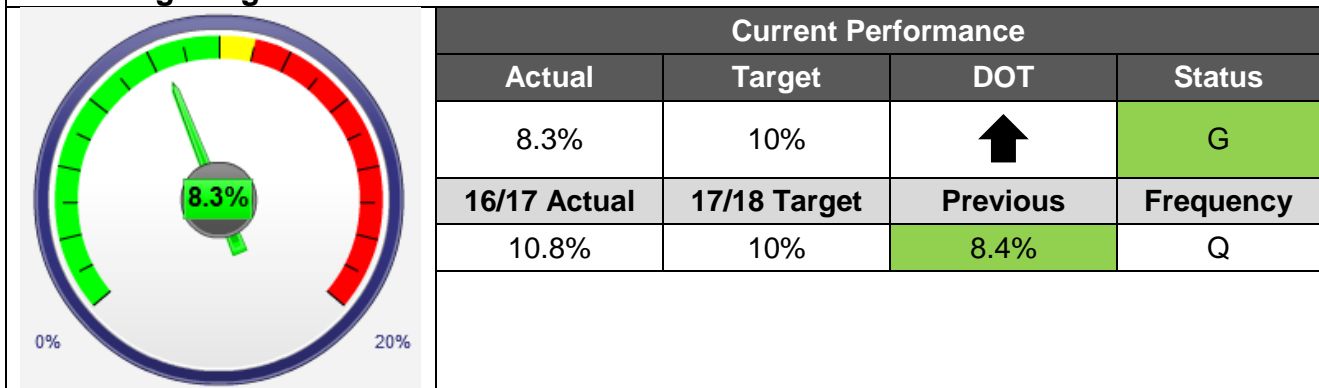 8.3%
0% 20%
Current Performance
Actual Target DOT Status
8.3% 10% G
16/17 Actual 17/18 Target Previous Frequency
10.8% 10% 8.4% Q